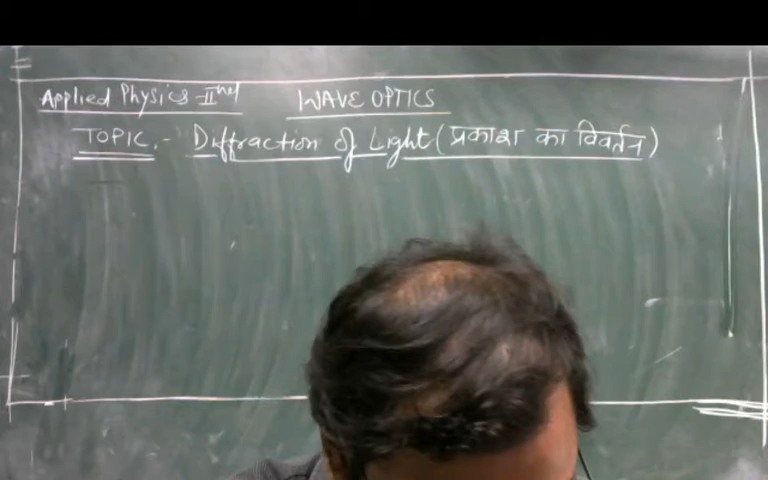 Applied Physics-IInd WAVE OPTICS
TOPIC.- Diffraction of Light (प्रकाश का विवर्तन)